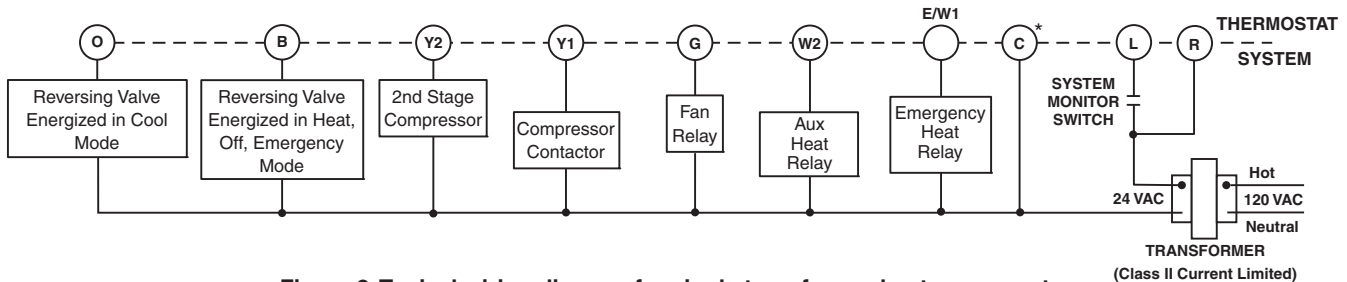 E/W1
O B Y2 Y1 G W2 C * L R THERMOSTAT
SYSTEM
Reversing Valve
Energized in Cool
Mode
Reversing Valve
Energized in Heat,
Off, Emergency
Mode
2nd Stage
Compressor
Compressor
Contactor
Fan
Relay
Aux
Heat
Relay
Emergency
Heat
Relay
SYSTEM
MONITOR
SWITCH
24 VAC
Hot
120 VAC
Neutral
TRANSFORMER
(Class II Current Limited)